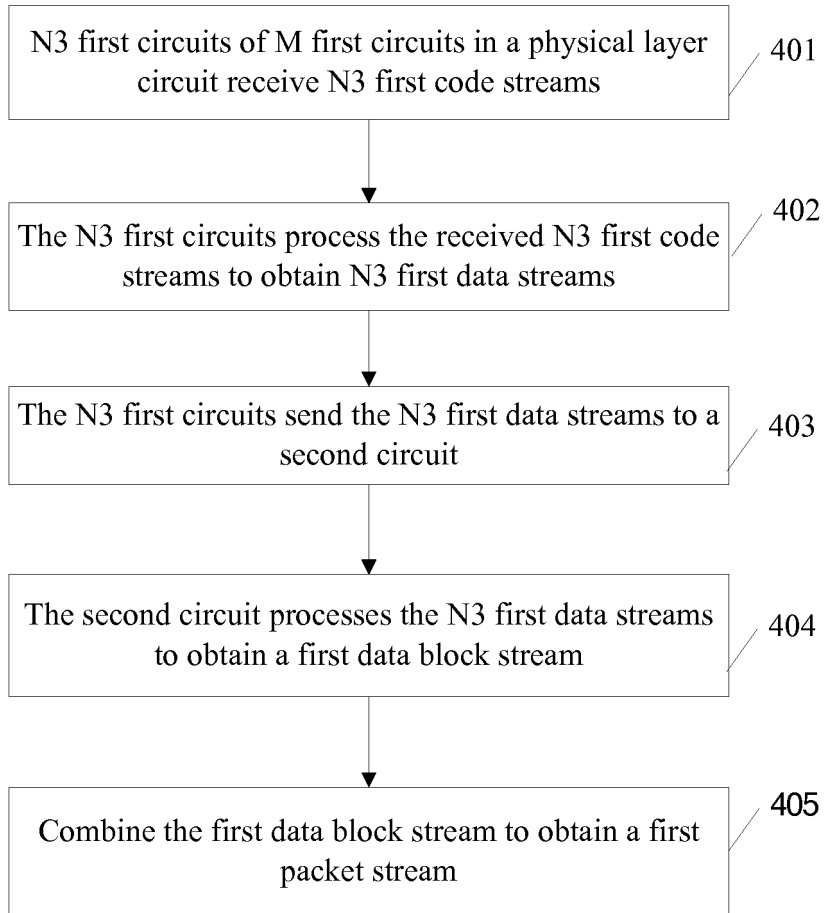 N3 first circuits of M first circuits in a physical layer
circuit receive N3 first code streams
401
The N3 first circuits process the received N3 first code
streams to obtain N3 first data streams
402
The N3 first circuits send the N3 first data streams to a
second circuit
403
The second circuit processes the N3 first data streams
to obtain a first data block stream
404
Combine the first data block stream to obtain a first
packet stream
405